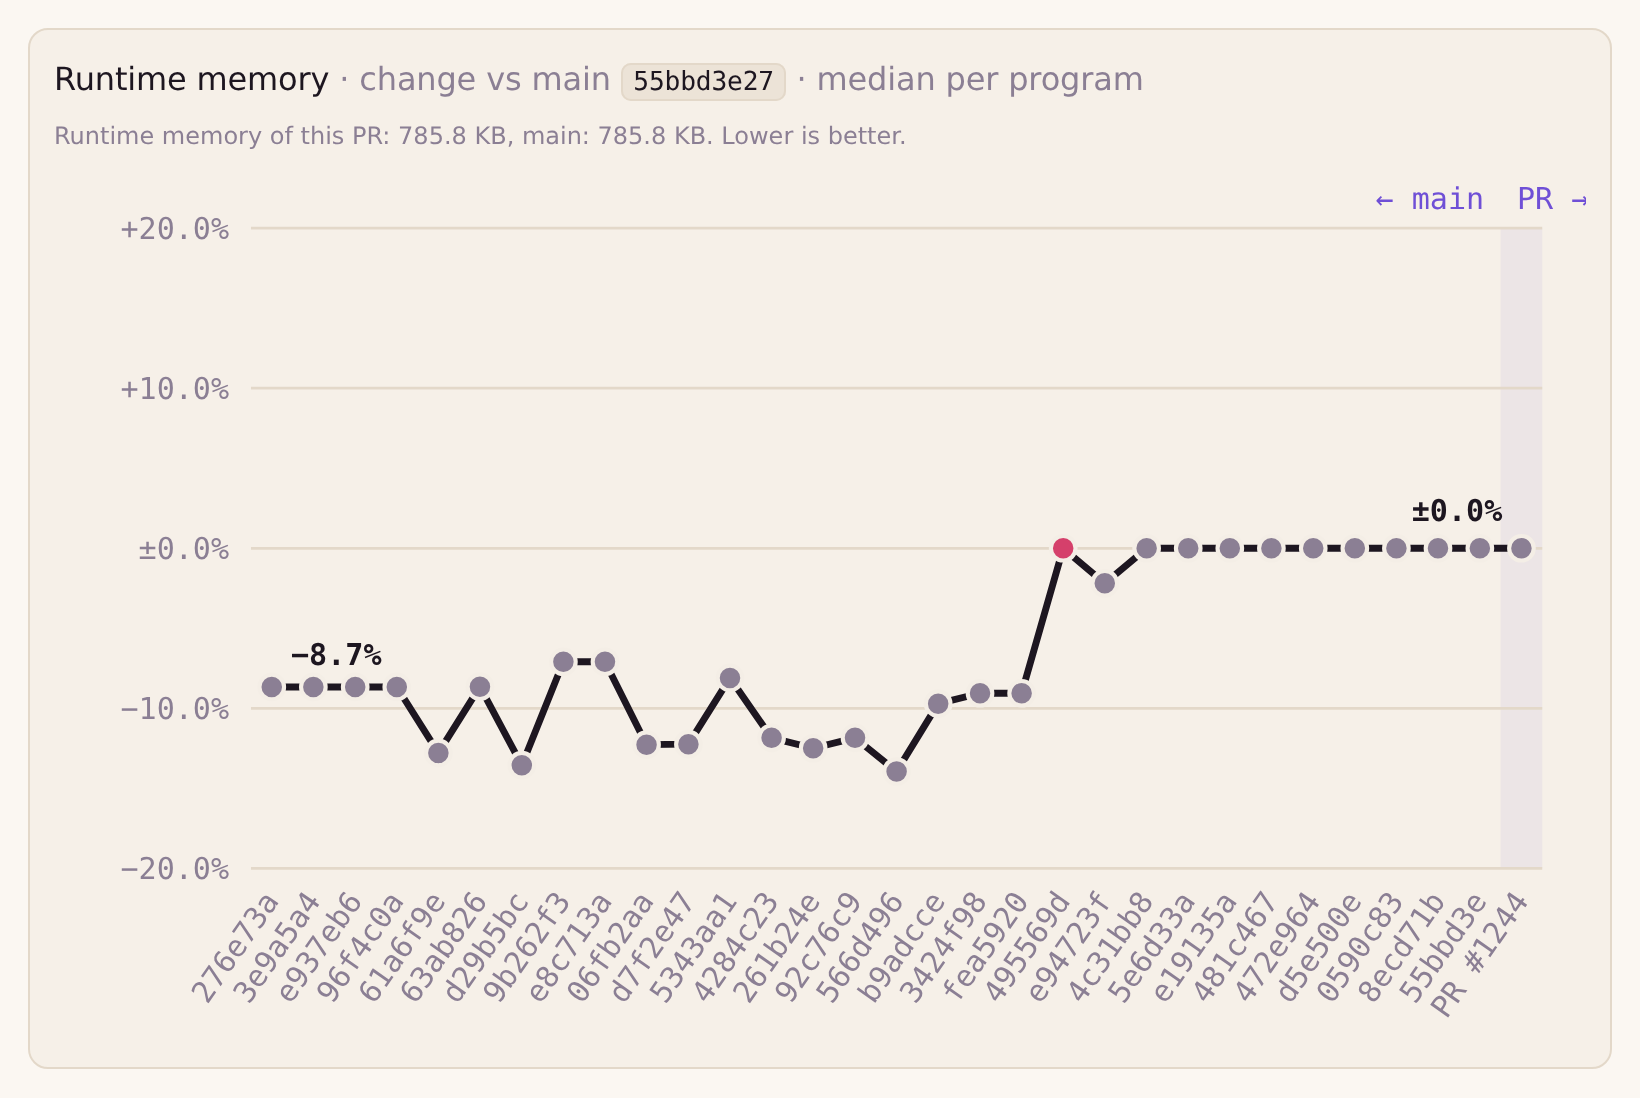 Runtime memory · change vs main 55bbd3e27 · median per program
Runtime memory of this PR: 785.8 KB, main: 785.8 KB. Lower is better.
← main PR →
+20.0%
+10.0%
±0.0%
−10.0%
−20.0%
−8.7%
±0.0%
276e73a
3e9a5a4
e937eb6
96f4c0a
61a6f9e
63ab826
d29b5bc
9b262f3
e8c713a
06fb2aa
d7f2e47
5343aa1
4284c23
261b24e
92c76c9
566d496
b9adcce
3424f98
fea5920
495569d
e94723f
4c31bb8
5e6d33a
e19135a
481c467
472e964
d5e500e
0590c83
8ecd71b
55bbd3e
PR #1244